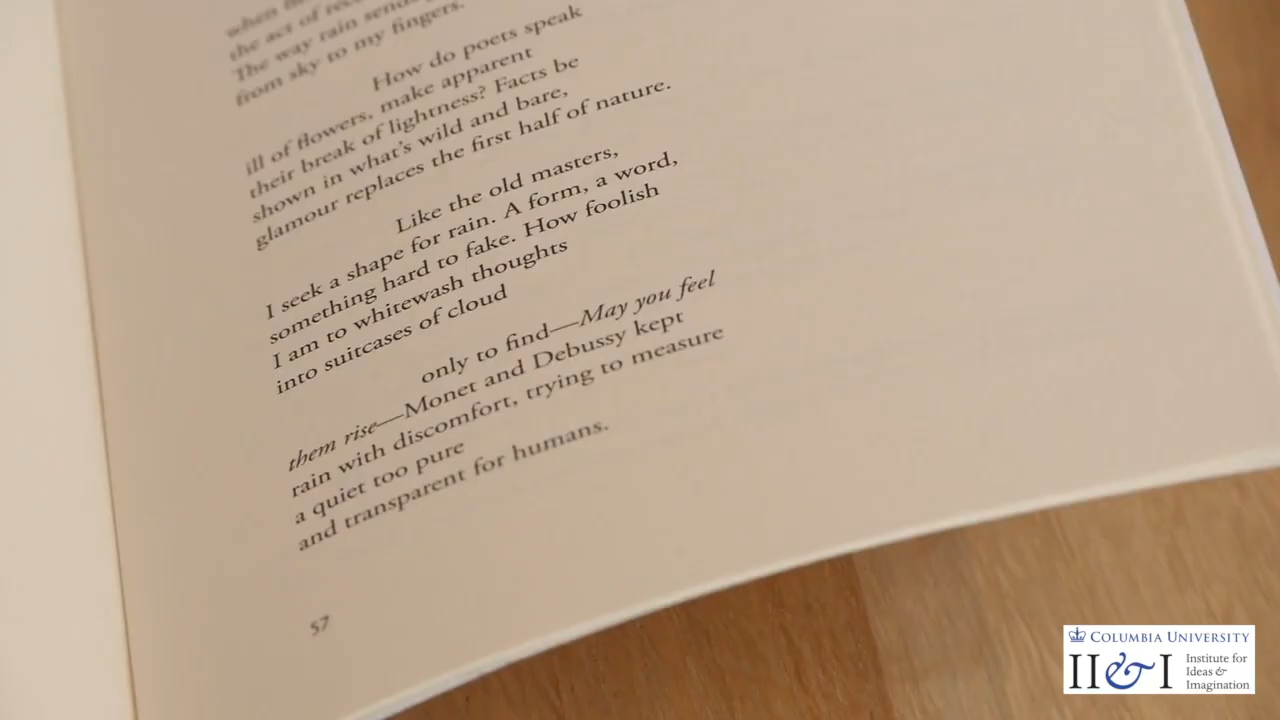 when
the act of
The way rain sends
from sky to my fingers.
How do poets speak
ill of flowers, make apparent
their break of lightness? Facts be
shown in what's wild and bare,
glamour replaces the first half of nature.
Like the old masters,
I seek a shape for rain. A form, a word,
something hard to fake. How foolish
I am to whitewash thoughts
into suitcases of cloud
only to find—May you feel
them rise—Monet and Debussy kept
rain with discomfort, trying to measure
a quiet too pure
and transparent for humans.
57
COLUMBIA UNIVERSITY
II&I
Institute for
Ideas &
Imagination